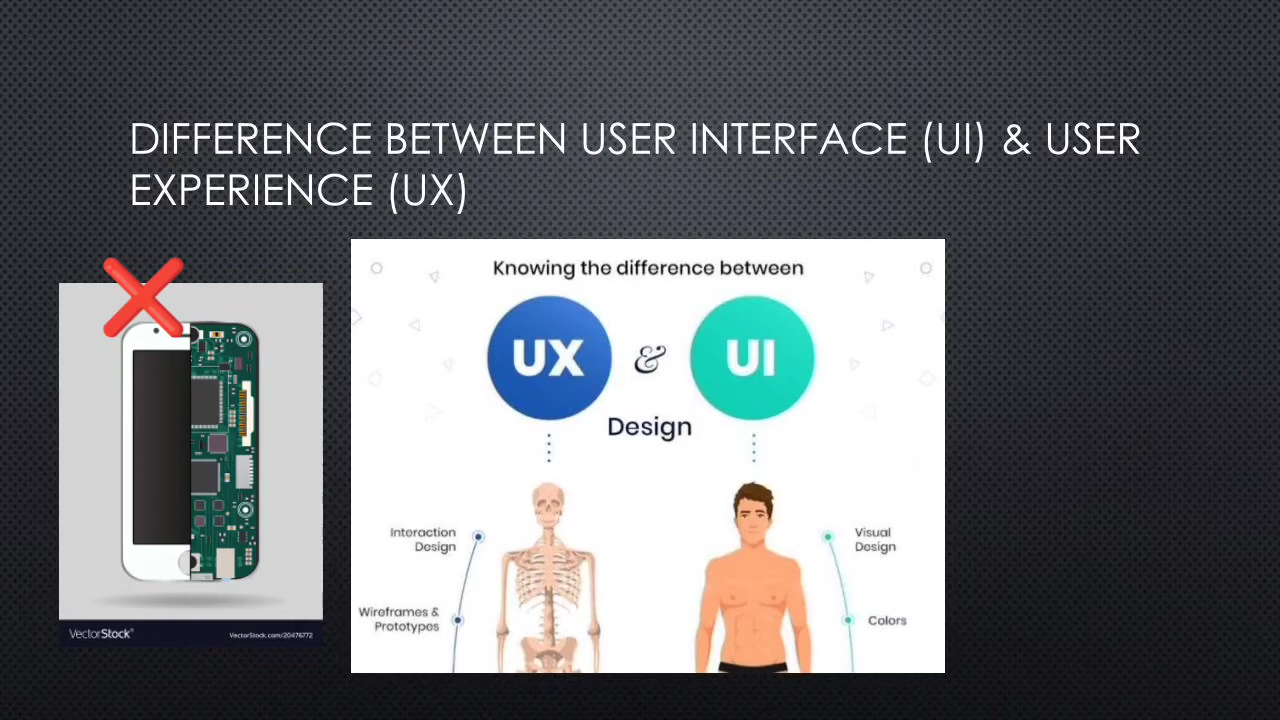 DIFFERENCE BETWEEN USER INTERFACE (UI) & USER
EXPERIENCE (UX)
Knowing the difference between
UX & UI
Design
Interaction
Design
Wireframes &
Prototypes
Visual
Design
Colors
VectorStock®
VectorStock.com/20476772